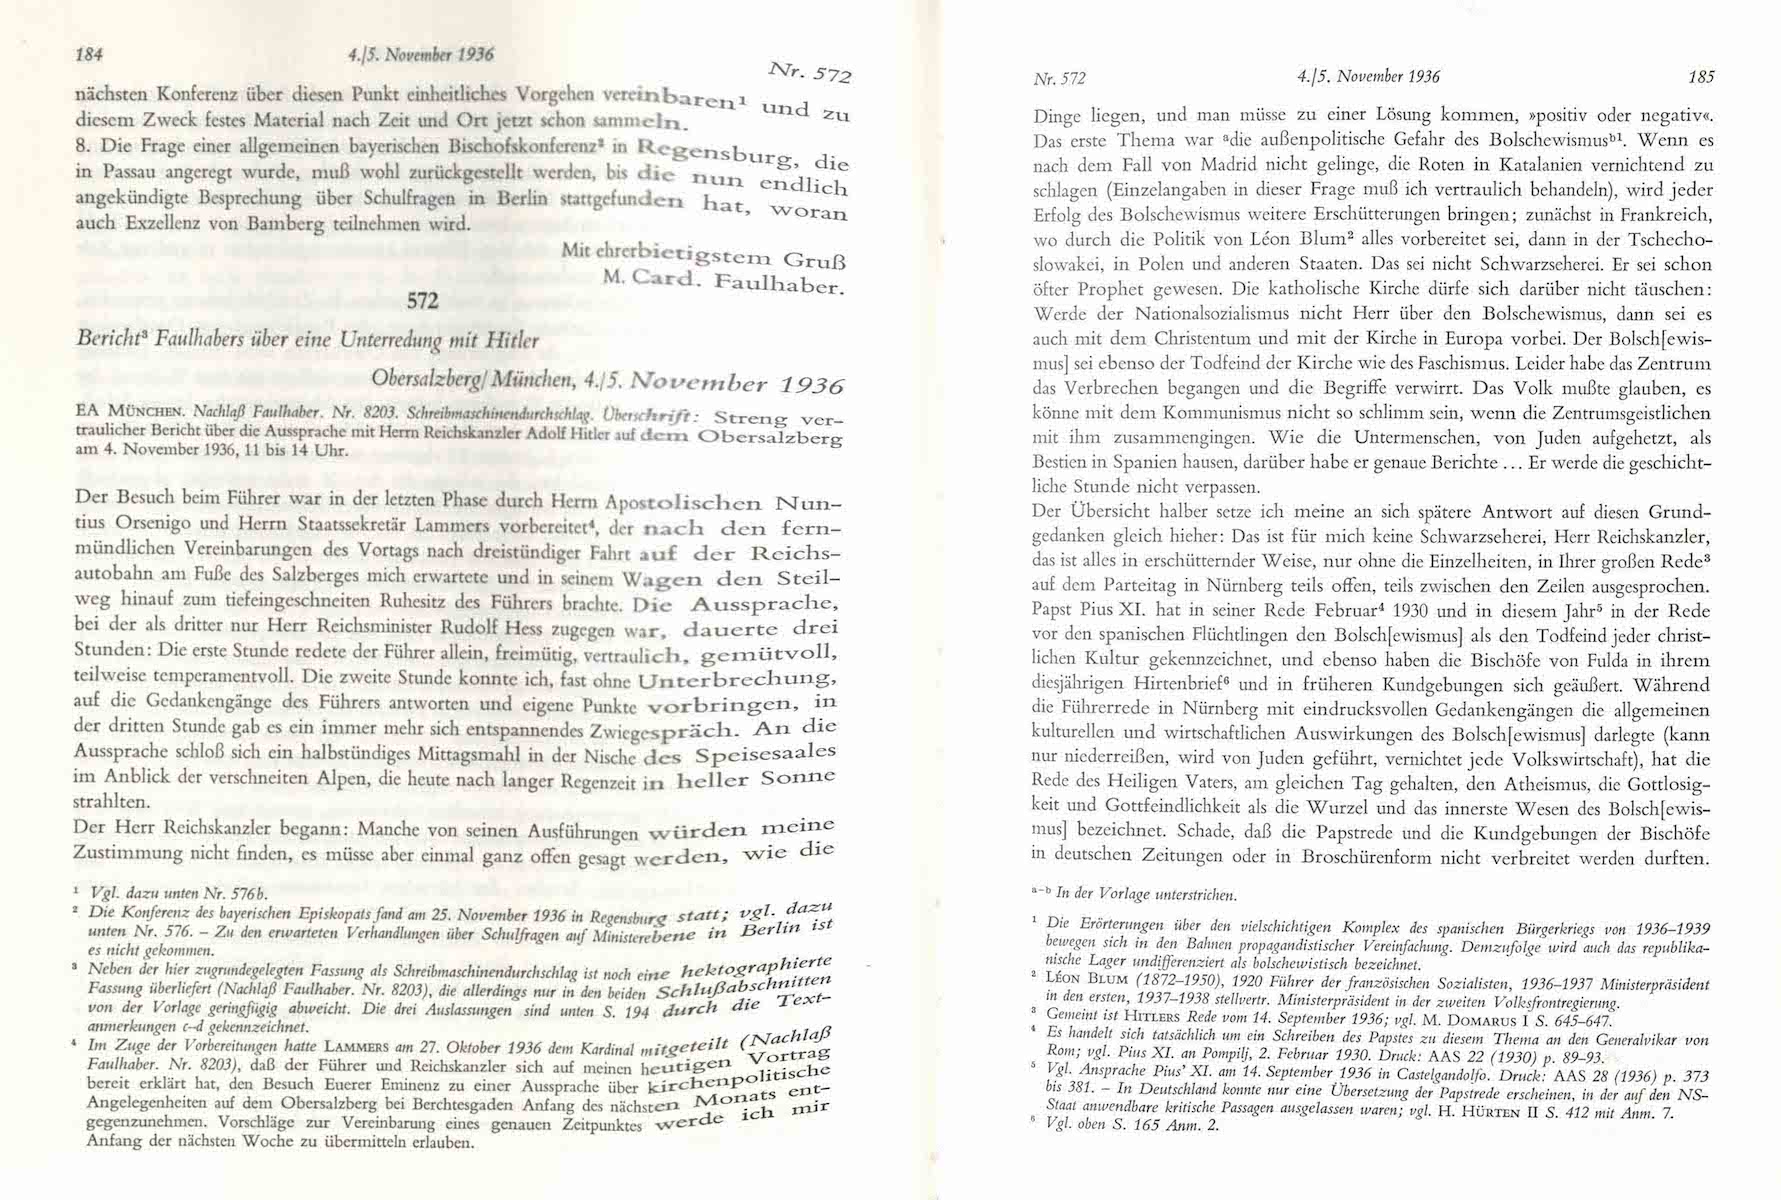 184
4./5. November 1936
Nr. 572
nächsten Konferenz über diesen Punkt einheitliches Vorgehen vereinbaren¹ und zu
diesem Zweck festes Material nach Zeit und Ort jetzt schon sammeln.
8. Die Frage einer allgemeinen bayerischen Bischofskonferenz² in Regensburg, die
in Passau angeregt wurde, muß wohl zurückgestellt werden, bis die nun endlich
angekündigte Besprechung über Schulfragen in Berlin stattgefunden hat, woran
auch Exzellenz von Bamberg teilnehmen wird.
Mit ehrerbietigstem Gruß
M. Card. Faulhaber.
572
Bericht³ Faulhabers über eine Unterredung mit Hitler
Obersalzberg/München, 4./5. November 1936
EA MÜNCHEN. Nachlaß Faulhaber. Nr. 8203. Schreibmaschinendurchschlag. Überschrift: Streng ver-
traulicher Bericht über die Aussprache mit Herrn Reichskanzler Adolf Hitler auf dem Obersalzberg
am 4. November 1936, 11 bis 14 Uhr.
Der Besuch beim Führer war in der letzten Phase durch Herrn Apostolischen Nun-
tius Orsenigo und Herrn Staatssekretär Lammers vorbereitet⁴, der nach den fern-
mündlichen Vereinbarungen des Vortags nach dreistündiger Fahrt auf der Reichs-
autobahn am Fuße des Salzberges mich erwartete und in seinem Wagen den Steil-
weg hinauf zum tiefeingeschneiten Ruhesitz des Führers brachte. Die Aussprache,
bei der als dritter nur Herr Reichsminister Rudolf Hess zugegen war, dauerte drei
Stunden: Die erste Stunde redete der Führer allein, freimütig, vertraulich, gemütvoll,
teilweise temperamentvoll. Die zweite Stunde konnte ich, fast ohne Unterbrechung,
auf die Gedankengänge des Führers antworten und eigene Punkte vorbringen, in
der dritten Stunde gab es ein immer mehr sich entspannendes Zwiegespräch. An die
Aussprache schloß sich ein halbstündiges Mittagsmahl in der Nische des Speisesaales
im Anblick der verschneiten Alpen, die heute nach langer Regenzeit in heller Sonne
strahlten.
Der Herr Reichskanzler begann: Manche von seinen Ausführungen würden meine
Zustimmung nicht finden, es müsse aber einmal ganz offen gesagt werden, wie die
¹ Vgl. dazu unten Nr. 576b.
² Die Konferenz des bayerischen Episkopats fand am 25. November 1936 in Regensburg statt; vgl. dazu
unten Nr. 576. – Zu den erwarteten Verhandlungen über Schulfragen auf Ministerebene in Berlin ist
es nicht gekommen.
³ Neben der hier zugrundegelegten Fassung als Schreibmaschinendurchschlag ist noch eine hektographierte
Fassung überliefert (Nachlaß Faulhaber. Nr. 8203), die allerdings nur in den beiden Schlußabschnitten
von der Vorlage geringfügig abweicht. Die drei Auslassungen sind unten S. 194 durch die Text-
anmerkungen c–d gekennzeichnet.
⁴ Im Zuge der Vorbereitungen hatte LAMMERS am 27. Oktober 1936 dem Kardinal mitgeteilt (Nachlaß
Faulhaber. Nr. 8203), daß der Führer und Reichskanzler sich auf meinen heutigen Vortrag
bereit erklärt hat, den Besuch Euerer Eminenz zu einer Aussprache über kirchenpolitische
Angelegenheiten auf dem Obersalzberg bei Berchtesgaden Anfang des nächsten Monats ent-
gegenzunehmen. Vorschläge zur Vereinbarung eines genauen Zeitpunktes werde ich mir
Anfang der nächsten Woche zu übermitteln erlauben.
Nr. 572
4./5. November 1936
185
Dinge liegen, und man müsse zu einer Lösung kommen, »positiv oder negativ«.
Das erste Thema war ᵃdie außenpolitische Gefahr des Bolschewismusᵇ¹. Wenn es
nach dem Fall von Madrid nicht gelinge, die Roten in Katalanien vernichtend zu
schlagen (Einzelangaben in dieser Frage muß ich vertraulich behandeln), wird jeder
Erfolg des Bolschewismus weitere Erschütterungen bringen; zunächst in Frankreich,
wo durch die Politik von Léon Blum² alles vorbereitet sei, dann in der Tschecho-
slowakei, in Polen und anderen Staaten. Das sei nicht Schwarzseherei. Er sei schon
öfter Prophet gewesen. Die katholische Kirche dürfe sich darüber nicht täuschen:
Werde der Nationalsozialismus nicht Herr über den Bolschewismus, dann sei es
auch mit dem Christentum und mit der Kirche in Europa vorbei. Der Bolsch[ewis-
mus] sei ebenso der Todfeind der Kirche wie des Faschismus. Leider habe das Zentrum
das Verbrechen begangen und die Begriffe verwirrt. Das Volk mußte glauben, es
könne mit dem Kommunismus nicht so schlimm sein, wenn die Zentrumsgeistlichen
mit ihm zusammengingen. Wie die Untermenschen, von Juden aufgehetzt, als
Bestien in Spanien hausen, darüber habe er genaue Berichte ... Er werde die geschicht-
liche Stunde nicht verpassen.
Der Übersicht halber setze ich meine an sich spätere Antwort auf diesen Grund-
gedanken gleich hieher: Das ist für mich keine Schwarzseherei, Herr Reichskanzler,
das ist alles in erschütternder Weise, nur ohne die Einzelheiten, in Ihrer großen Rede³
auf dem Parteitag in Nürnberg teils offen, teils zwischen den Zeilen ausgesprochen.
Papst Pius XI. hat in seiner Rede Februar⁴ 1930 und in diesem Jahr⁵ in der Rede
vor den spanischen Flüchtlingen den Bolsch[ewismus] als den Todfeind jeder christ-
lichen Kultur gekennzeichnet, und ebenso haben die Bischöfe von Fulda in ihrem
diesjährigen Hirtenbrief⁶ und in früheren Kundgebungen sich geäußert. Während
die Führerrede in Nürnberg mit eindrucksvollen Gedankengängen die allgemeinen
kulturellen und wirtschaftlichen Auswirkungen des Bolsch[ewismus] darlegte (kann
nur niederreißen, wird von Juden geführt, vernichtet jede Volkswirtschaft), hat die
Rede des Heiligen Vaters, am gleichen Tag gehalten, den Atheismus, die Gottlosig-
keit und Gottfeindlichkeit als die Wurzel und das innerste Wesen des Bolsch[ewis-
mus] bezeichnet. Schade, daß die Papstrede und die Kundgebungen der Bischöfe
in deutschen Zeitungen oder in Broschürenform nicht verbreitet werden durften.
ᵃ⁻ᵇ In der Vorlage unterstrichen.
¹ Die Erörterungen über den vielschichtigen Komplex des spanischen Bürgerkriegs von 1936–1939
bewegen sich in den Bahnen propagandistischer Vereinfachung. Demzufolge wird auch das republika-
nische Lager undifferenziert als bolschewistisch bezeichnet.
² LÉON BLUM (1872–1950), 1920 Führer der französischen Sozialisten, 1936–1937 Ministerpräsident
in den ersten, 1937–1938 stellvertr. Ministerpräsident in der zweiten Volksfrontregierung.
³ Gemeint ist HITLERS Rede vom 14. September 1936; vgl. M. DOMARUS I S. 645–647.
⁴ Es handelt sich tatsächlich um ein Schreiben des Papstes zu diesem Thema an den Generalvikar von
Rom; vgl. Pius XI. an Pompilj, 2. Februar 1930. Druck: AAS 22 (1930) p. 89–93.
⁵ Vgl. Ansprache Pius' XI. am 14. September 1936 in Castelgandolfo. Druck: AAS 28 (1936) p. 373
bis 381. – In Deutschland konnte nur eine Übersetzung der Papstrede erscheinen, in der auf den NS-
Staat anwendbare kritische Passagen ausgelassen waren; vgl. H. HÜRTEN II S. 412 mit Anm. 7.
⁶ Vgl. oben S. 165 Anm. 2.